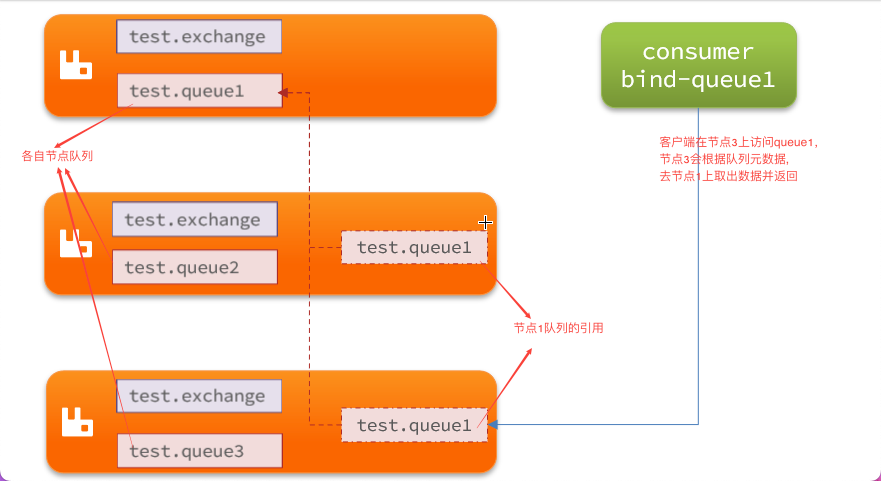 test.exchange
test.queue1
consumer
bind-queue1
客户端在节点3上访问queue1,
节点3会根据队列元数据,
去节点1上取出数据并返回
各自节点队列
test.exchange
test.queue2
test.queue1
节点1队列的引用
test.exchange
test.queue3
test.queue1